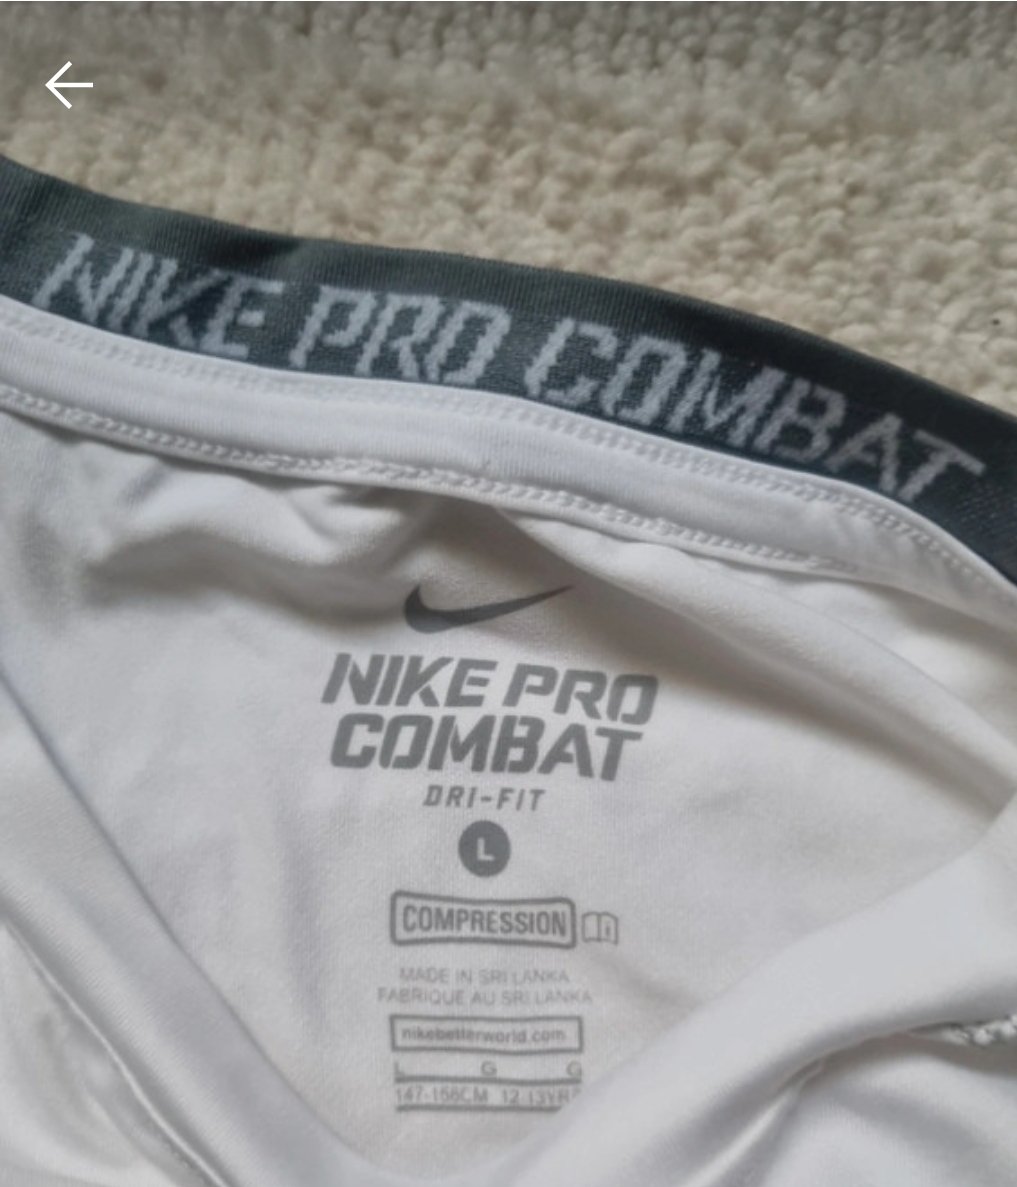 NIKE PRO COMBAT
NIKE PRO
COMBAT
DRI-FIT
L
COMPRESSION
MADE IN SRI LANKA
FABRIQUE AU SRI LANKA
nikebetterworld.com
L G G
147-158CM 12-13YRS